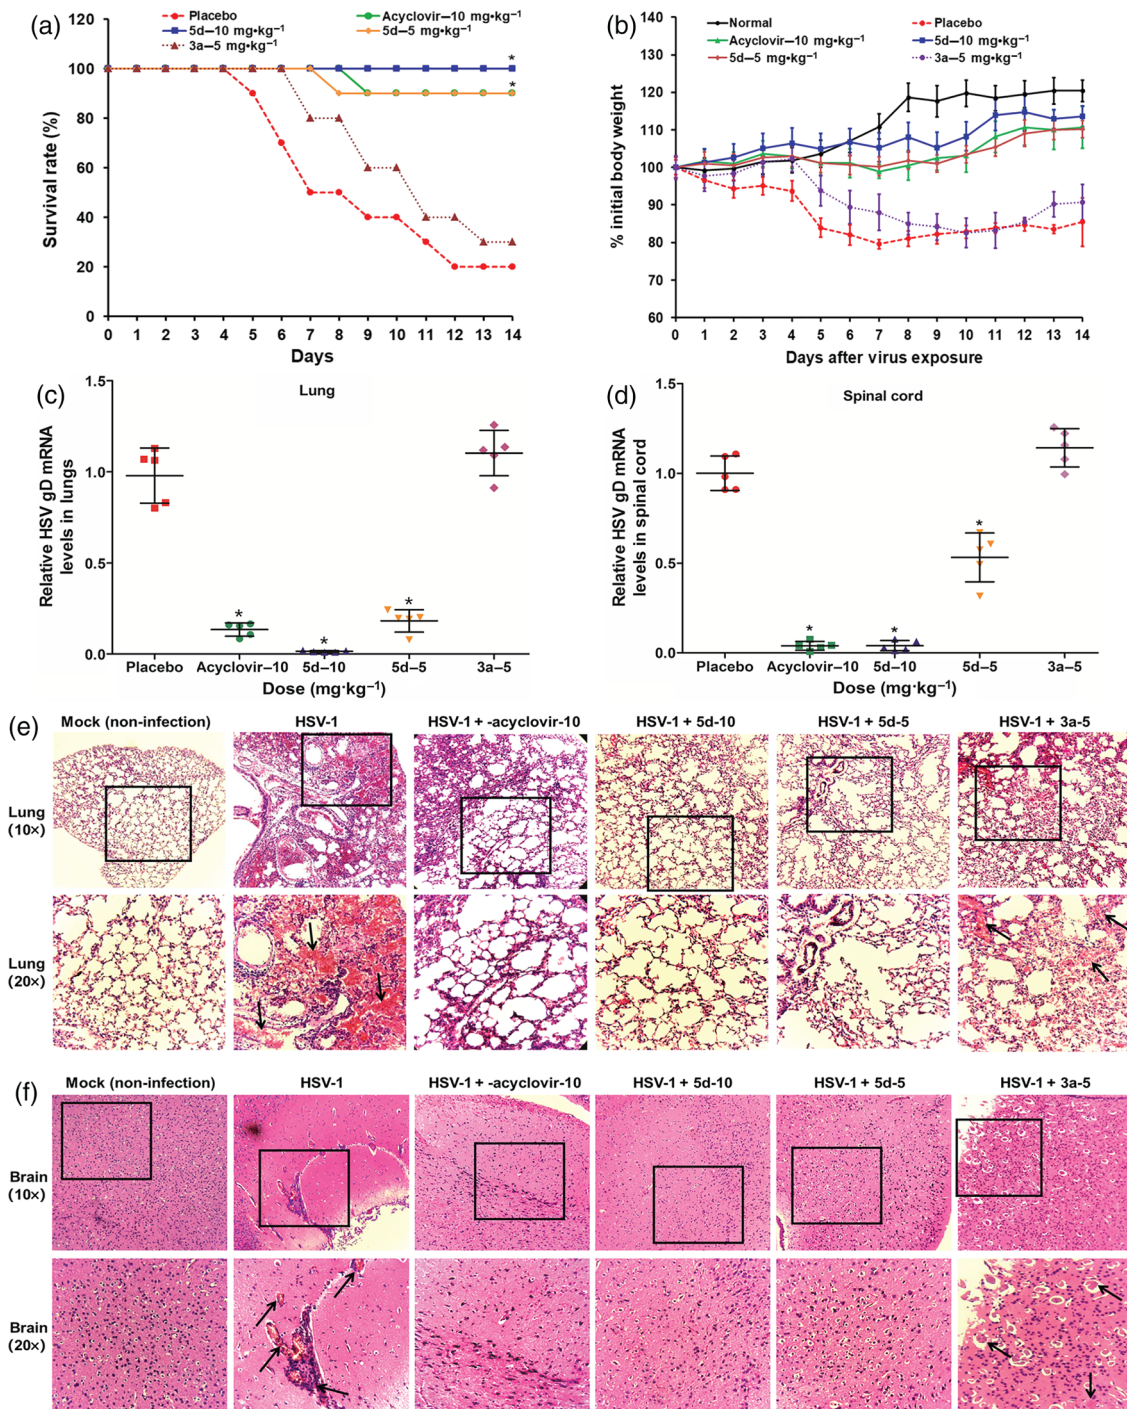 (a)
Placebo
Acyclovir–10 mg•kg⁻¹
5d–10 mg•kg⁻¹
5d–5 mg•kg⁻¹
3a–5 mg•kg⁻¹
Survival rate (%)
120
100
80
60
40
20
0
*
*
0 1 2 3 4 5 6 7 8 9 10 11 12 13 14
Days
(b)
Normal
Placebo
Acyclovir–10 mg•kg⁻¹
5d–10 mg•kg⁻¹
5d–5 mg•kg⁻¹
3a–5 mg•kg⁻¹
% initial body weight
140
130
120
110
100
90
80
70
60
0 1 2 3 4 5 6 7 8 9 10 11 12 13 14
Days after virus exposure
(c)
Lung
Relative HSV gD mRNA
levels in lungs
1.5
1.0
0.5
0.0
*
*
*
Placebo Acyclovir–10 5d–10 5d–5 3a–5
Dose (mg·kg⁻¹)
(d)
Spinal cord
Relative HSV gD mRNA
levels in spinal cord
1.5
1.0
0.5
0.0
*
*
*
Placebo Acyclovir–10 5d–10 5d–5 3a–5
Dose (mg·kg⁻¹)
(e)
Mock (non-infection) HSV-1 HSV-1 + -acyclovir-10 HSV-1 + 5d-10 HSV-1 + 5d-5 HSV-1 + 3a-5
Lung
(10×)
Lung
(20×)
(f)
Mock (non-infection) HSV-1 HSV-1 + -acyclovir-10 HSV-1 + 5d-10 HSV-1 + 5d-5 HSV-1 + 3a-5
Brain
(10×)
Brain
(20×)